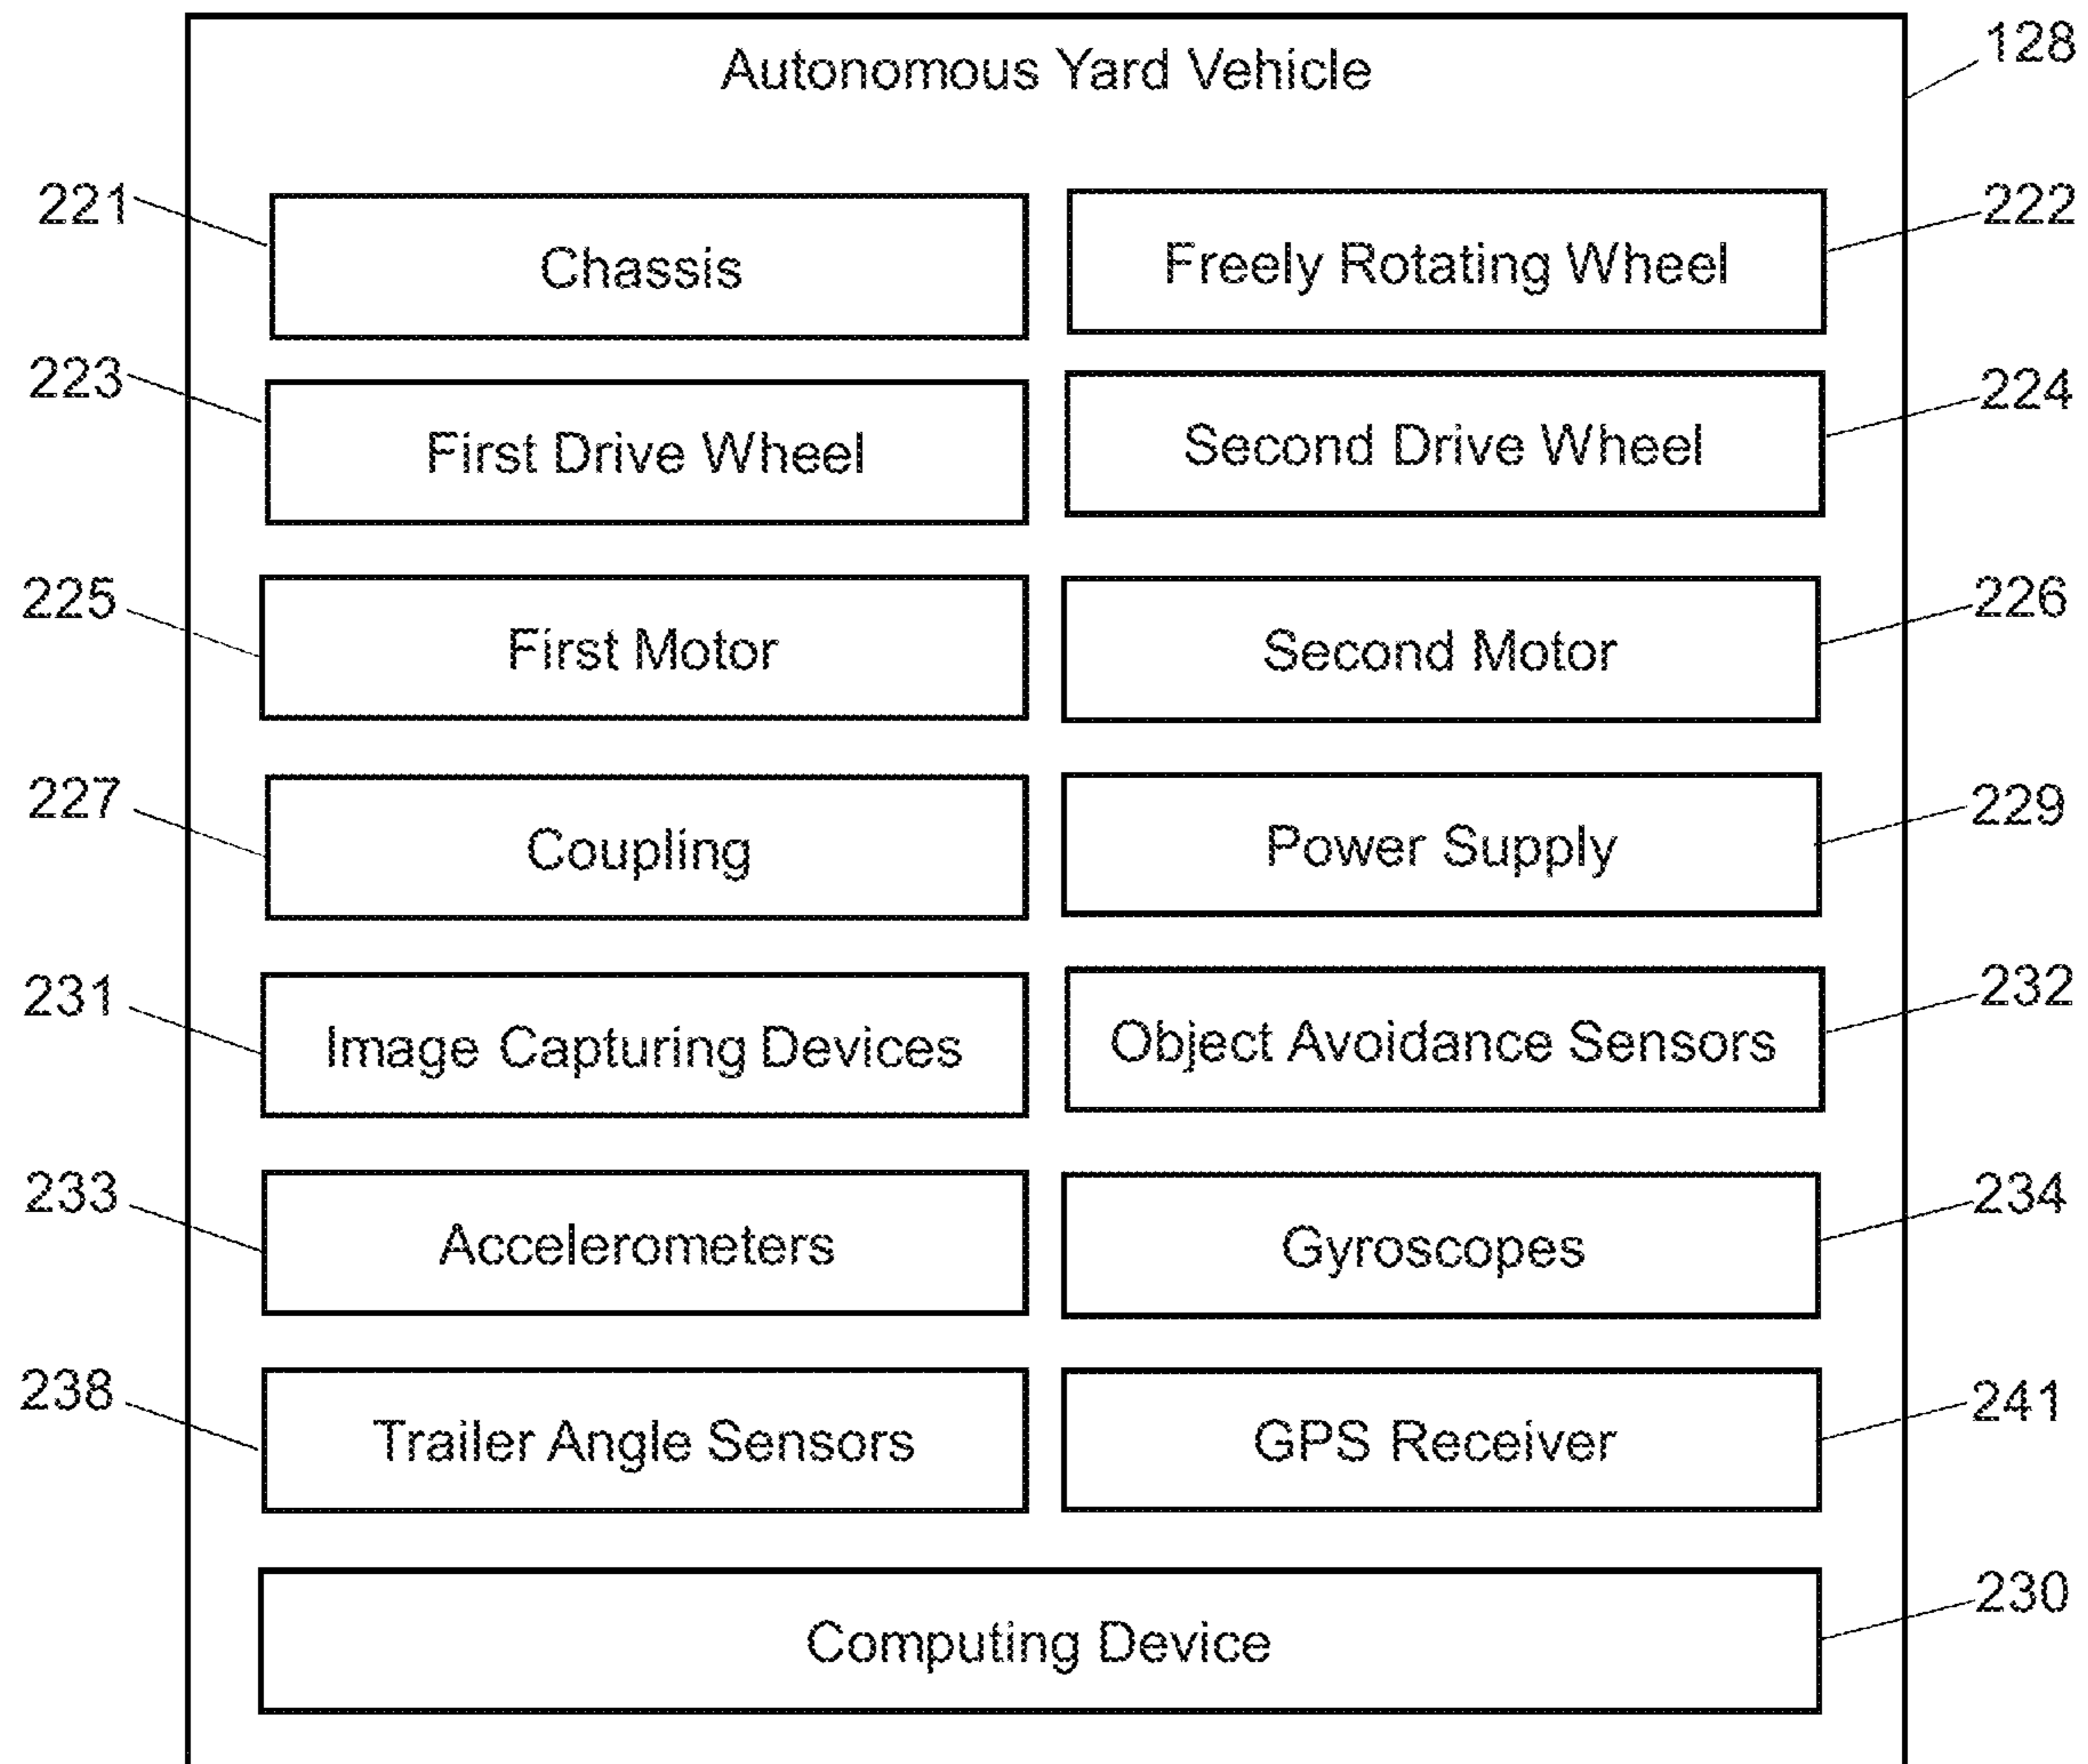 Autonomous Yard Vehicle
128
221
Chassis
Freely Rotating Wheel
222
223
First Drive Wheel
Second Drive Wheel
224
225
First Motor
Second Motor
226
227
Coupling
Power Supply
229
231
Image Capturing Devices
Object Avoidance Sensors
232
233
Accelerometers
Gyroscopes
234
238
Trailer Angle Sensors
GPS Receiver
241
Computing Device
230